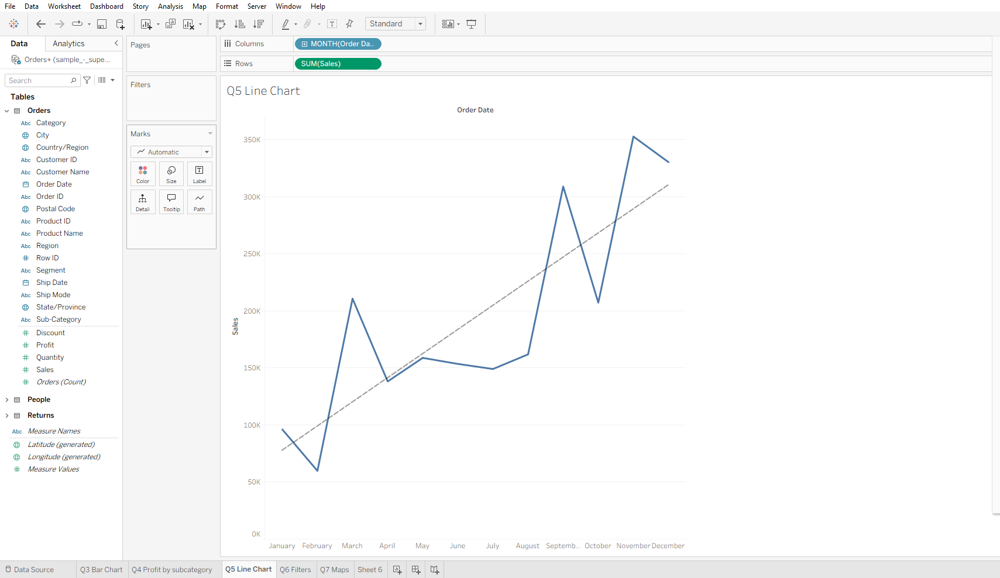 File Data Worksheet Dashboard Story Analysis Map Format Server Window Help
Standard
Data Analytics
Orders+ (sample_-_supe...
Search
Tables
Orders
Abc Category
City
Country/Region
Abc Customer ID
Abc Customer Name
Order Date
Abc Order ID
Postal Code
Abc Product ID
Abc Product Name
Abc Region
Row ID
Abc Segment
Ship Date
Abc Ship Mode
State/Province
Abc Sub-Category
Discount
Profit
Quantity
Sales
Orders (Count)
People
Returns
Abc Measure Names
Latitude (generated)
Longitude (generated)
Measure Values
Pages
Filters
Marks
Automatic
Color Size Label
Detail Tooltip Path
Columns MONTH(Order Da..
Rows SUM(Sales)
Q5 Line Chart
Order Date
350K
300K
250K
200K
150K
100K
50K
0K
Sales
January February March April May June July August Septemb.. October November December
Data Source Q3 Bar Chart Q4 Profit by subcategory Q5 Line Chart Q6 Filters Q7 Maps Sheet 6